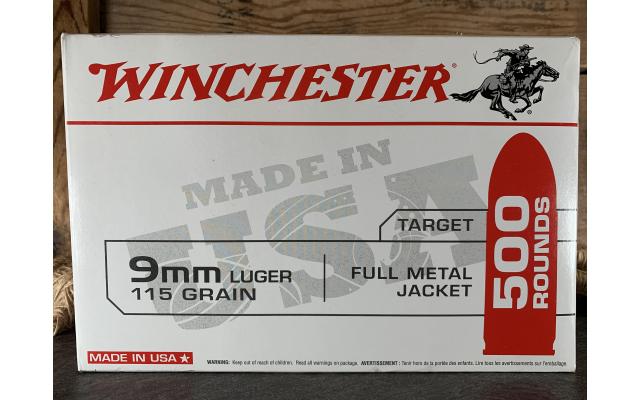 WINCHESTER
MADE IN
USA
TARGET
9mm LUGER
115 GRAIN
FULL METAL
JACKET
500
ROUNDS
MADE IN USA
WARNING: Keep out of reach of children. Read all warnings on package. AVERTISSEMENT : Tenir hors de la portée des enfants. Lire tous les avertissements sur l'emballage